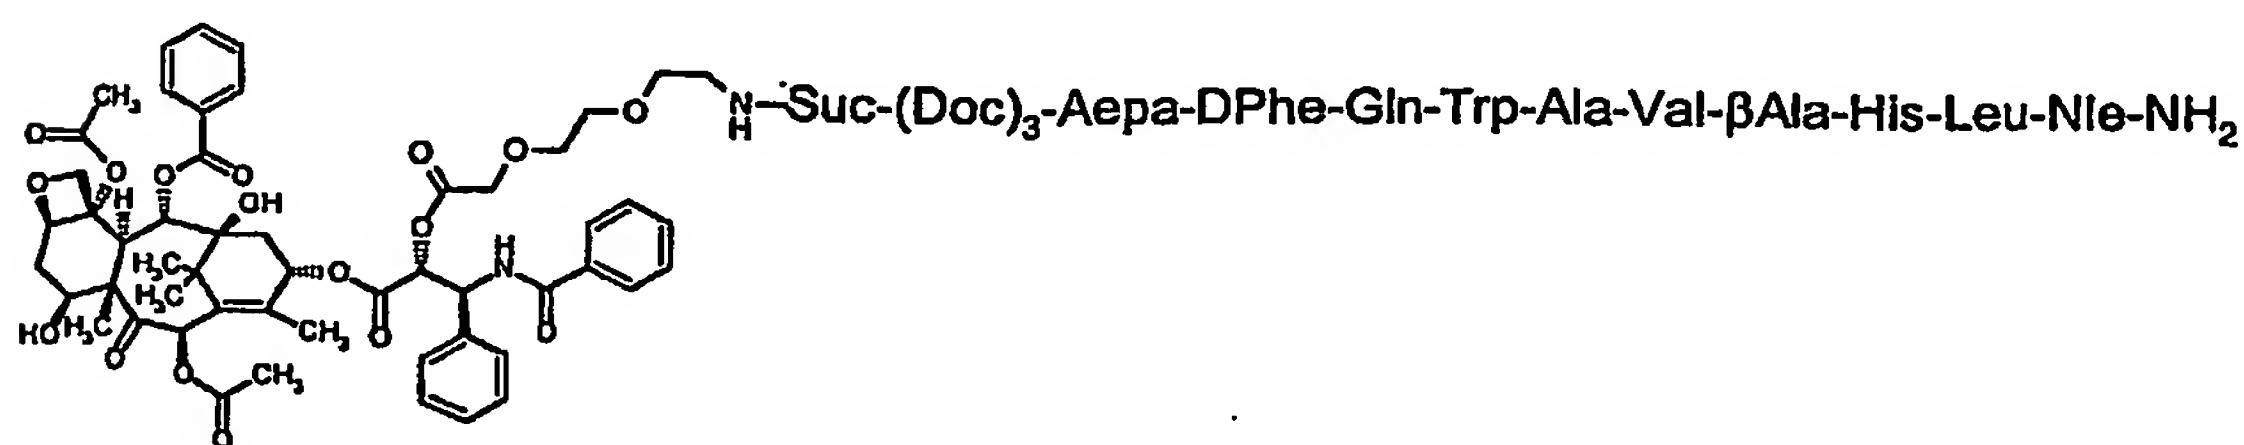 CH₃
N-Suc-(Doc)₃-Aepa-DPhe-Gln-Trp-Ala-Val-βAla-His-Leu-Nle-NH₂
H
O
O
O O
O O O
O
H OH
O
H
N
H₃C O
H₃C
HO H₃C CH₃ O O
O
O CH₃
O